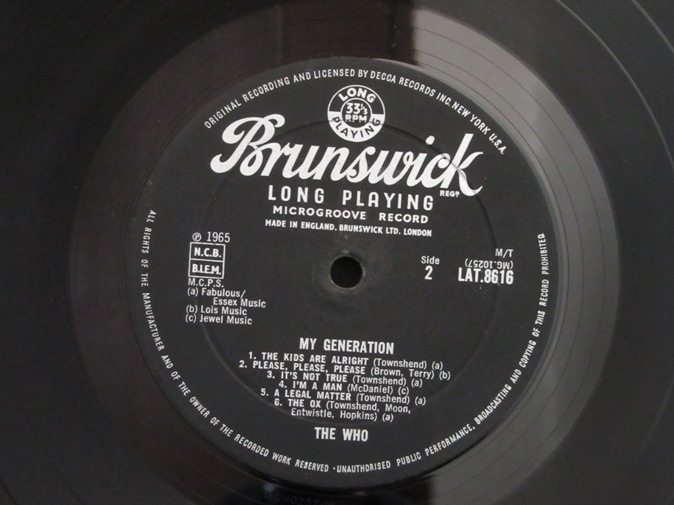 ORIGINAL RECORDING AND LICENSED BY DECCA RECORDS INC. NEW YORK U.S.A.
LONG
33⅓
RPM
PLAYING
Brunswick
REGD
LONG PLAYING
MICROGROOVE RECORD
MADE IN ENGLAND. BRUNSWICK LTD. LONDON
℗ 1965
N.C.B.
B.I.E.M.
M.C.P.S.
(a) Fabulous/
Essex Music
(b) Lois Music
(c) Jewel Music
Side
2
T/W
(MG.10257)
LAT.8616
MY GENERATION
1. THE KIDS ARE ALRIGHT (Townshend) (a)
2. PLEASE, PLEASE, PLEASE (Brown, Terry) (b)
3. IT'S NOT TRUE (Townshend) (a)
4. I'M A MAN (McDaniel) (c)
5. A LEGAL MATTER (Townshend) (a)
6. THE OX (Townshend, Moon,
Entwistle, Hopkins) (a)
THE WHO
ALL RIGHTS OF THE MANUFACTURER AND OF THE OWNER OF THE RECORDED WORK RESERVED · UNAUTHORISED PUBLIC PERFORMANCE, BROADCASTING AND COPYING OF THIS RECORD PROHIBITED